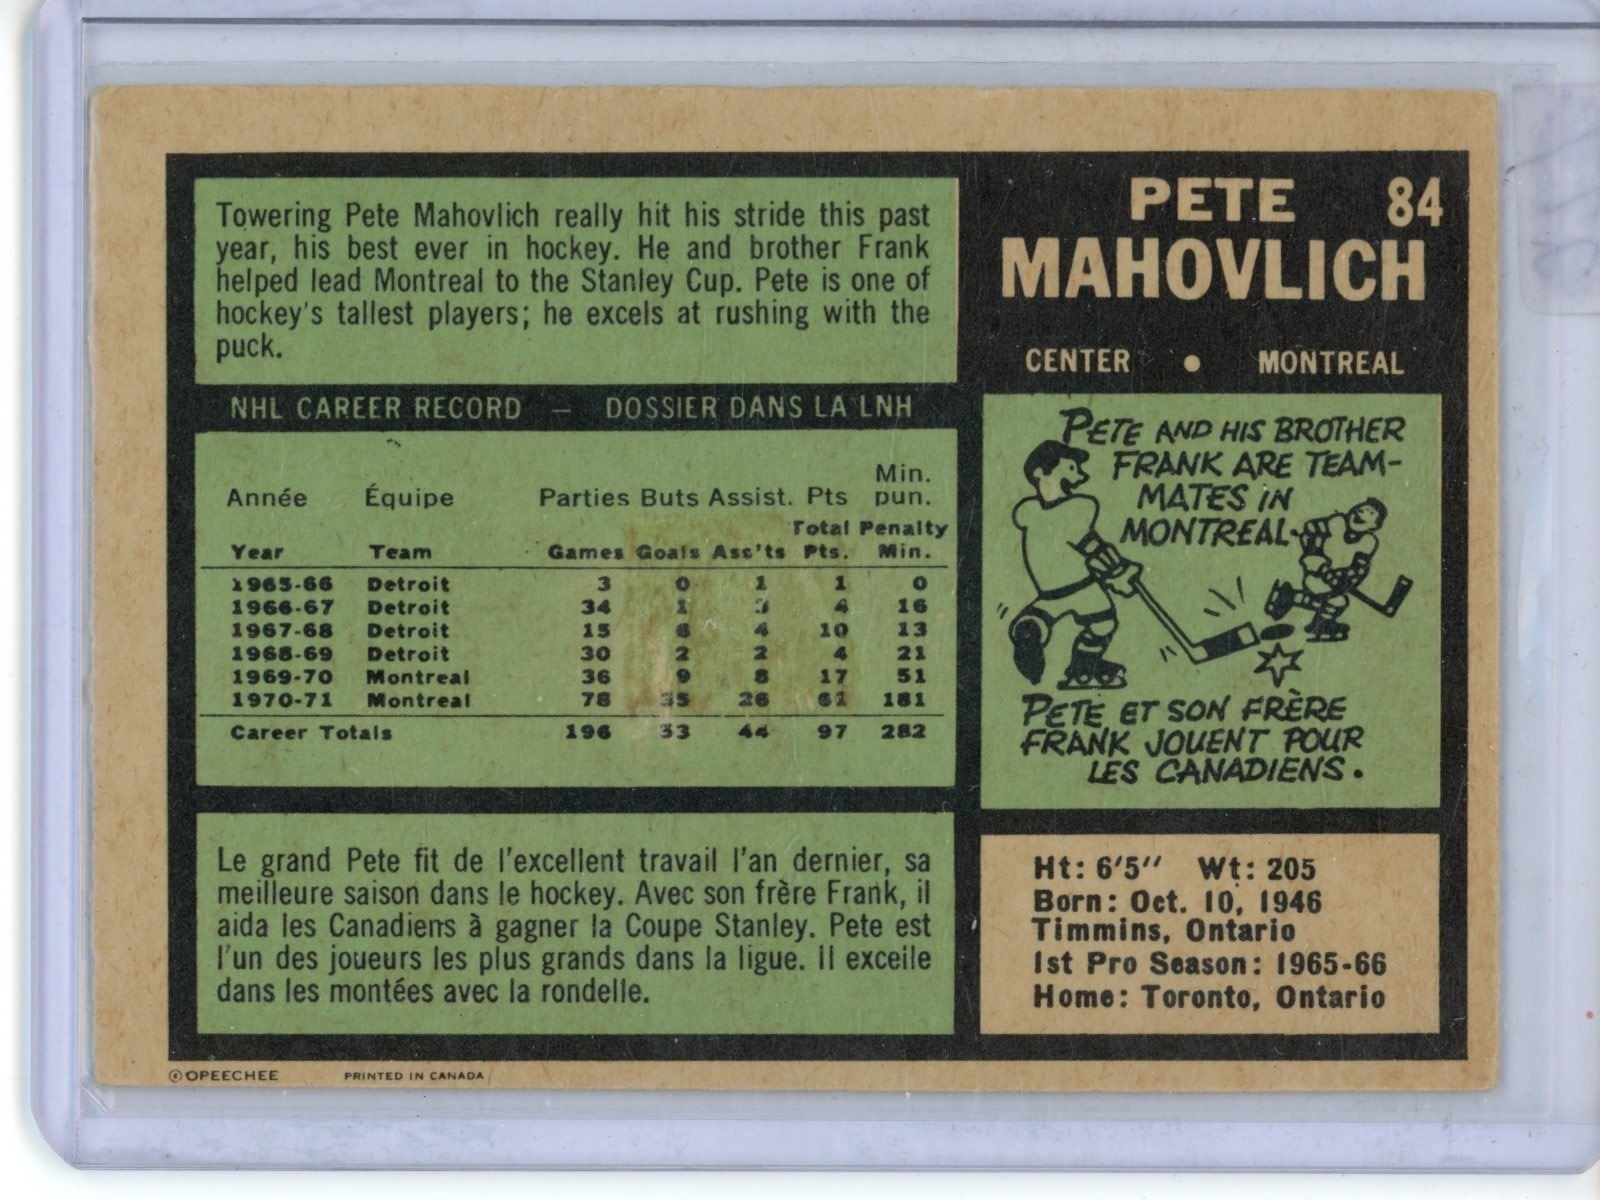 Towering Pete Mahovlich really hit his stride this past
year, his best ever in hockey. He and brother Frank
helped lead Montreal to the Stanley Cup. Pete is one of
hockey's tallest players; he excels at rushing with the
puck.
PETE 84
MAHOVLICH
CENTER • MONTREAL
NHL CAREER RECORD — DOSSIER DANS LA LNH
Année Équipe Parties Buts Assist. Pts Min. pun.
Year Team Games Goals Ass'ts Total Pts. Penalty Min.
1965-66 Detroit 3 0 1 1 0
1966-67 Detroit 34 1 3 4 16
1967-68 Detroit 15 6 4 10 13
1968-69 Detroit 30 2 2 4 21
1969-70 Montreal 36 9 8 17 51
1970-71 Montreal 78 35 26 61 181
Career Totals 196 53 44 97 282
PETE AND HIS BROTHER
FRANK ARE TEAM-
MATES IN
MONTREAL
PETE ET SON FRÈRE
FRANK JOUENT POUR
LES CANADIENS.
Le grand Pete fit de l'excellent travail l'an dernier, sa
meilleure saison dans le hockey. Avec son frère Frank, il
aida les Canadiens à gagner la Coupe Stanley. Pete est
l'un des joueurs les plus grands dans la ligue. Il excelle
dans les montées avec la rondelle.
Ht: 6'5″ Wt: 205
Born: Oct. 10, 1946
Timmins, Ontario
1st Pro Season: 1965-66
Home: Toronto, Ontario
© OPEECHEE PRINTED IN CANADA